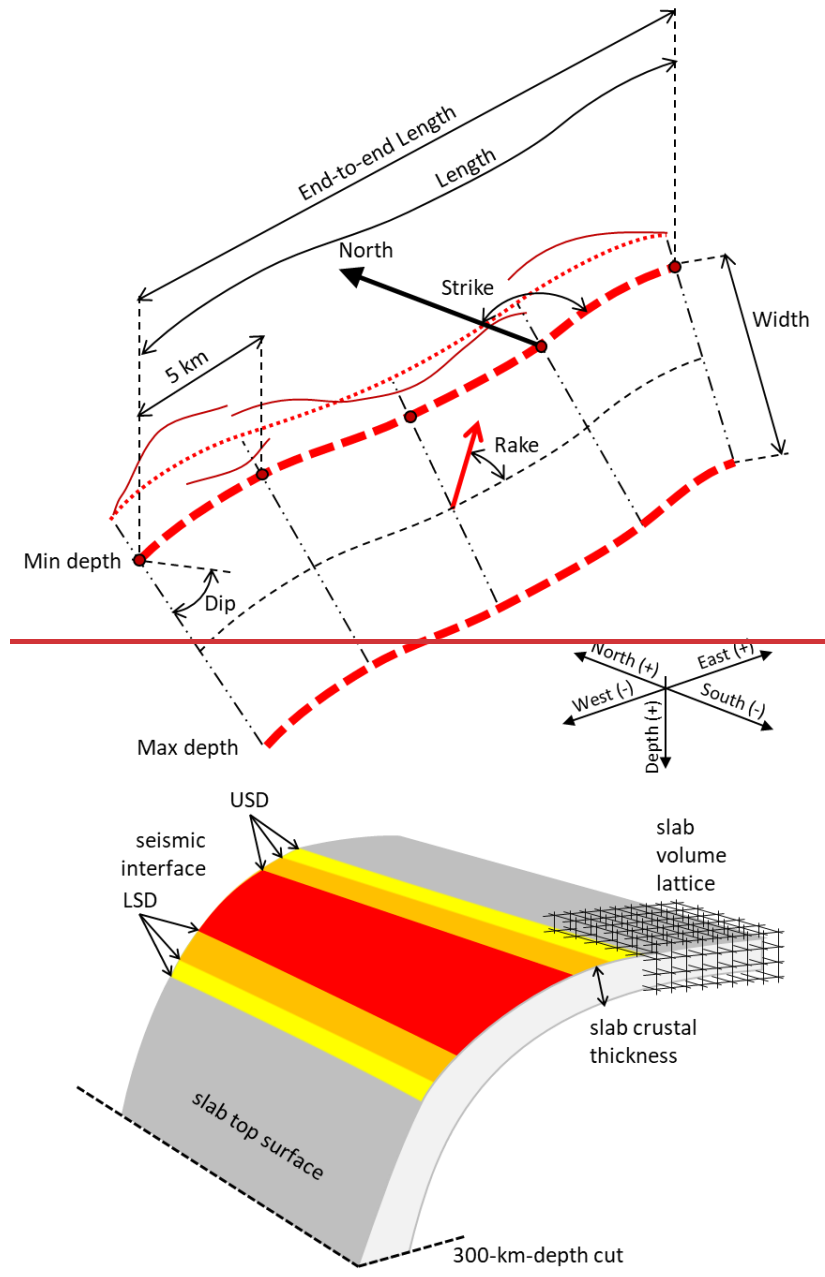 End-to-end Length
Length
North
Strike
Width
5 km
Rake
Min depth
Dip
North (+)
East (+)
West (-)
South (-)
Depth (+)
Max depth
USD
seismic
interface
LSD
slab
volume
lattice
slab crustal
thickness
slab top surface
300-km-depth cut